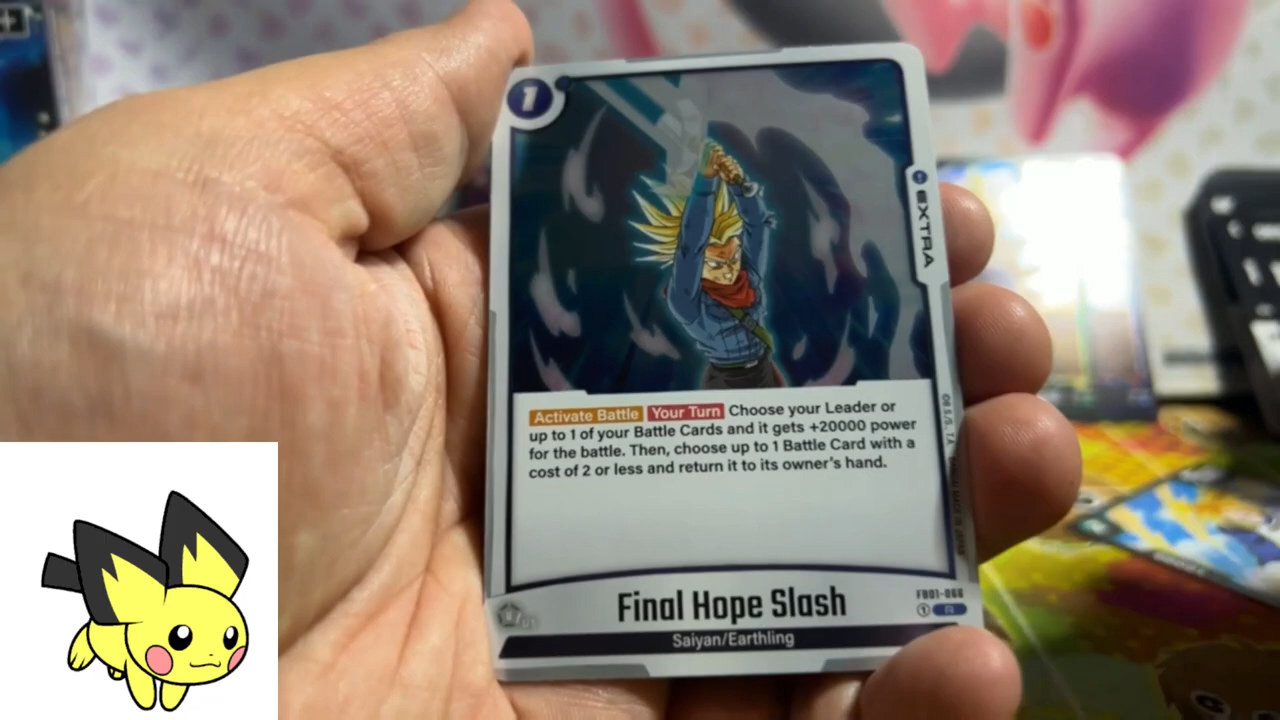 1
EXTRA
Activate Battle Your Turn Choose your Leader or
up to 1 of your Battle Cards and it gets +20000 power
for the battle. Then, choose up to 1 Battle Card with a
cost of 2 or less and return it to its owner's hand.
Final Hope Slash
FB01-066
Saiyan/Earthling